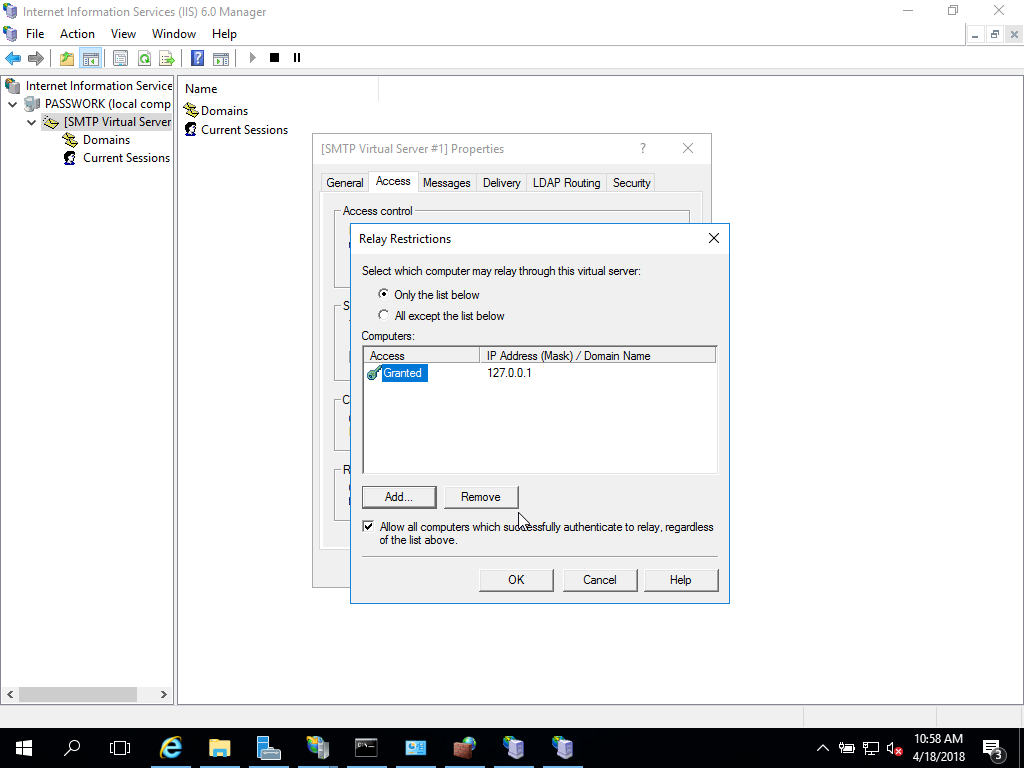 Internet Information Services (IIS) 6.0 Manager
File Action View Window Help
Internet Information Service
PASSWORK (local comp
[SMTP Virtual Server
Domains
Current Sessions
Name
Domains
Current Sessions
[SMTP Virtual Server #1] Properties
?
General Access Messages Delivery LDAP Routing Security
Access control
S
C
R
Relay Restrictions
Select which computer may relay through this virtual server:
Only the list below
All except the list below
Computers:
Access IP Address (Mask) / Domain Name
Granted 127.0.0.1
Add... Remove
Allow all computers which successfully authenticate to relay, regardless
of the list above.
OK Cancel Help
10:58 AM
4/18/2018
3